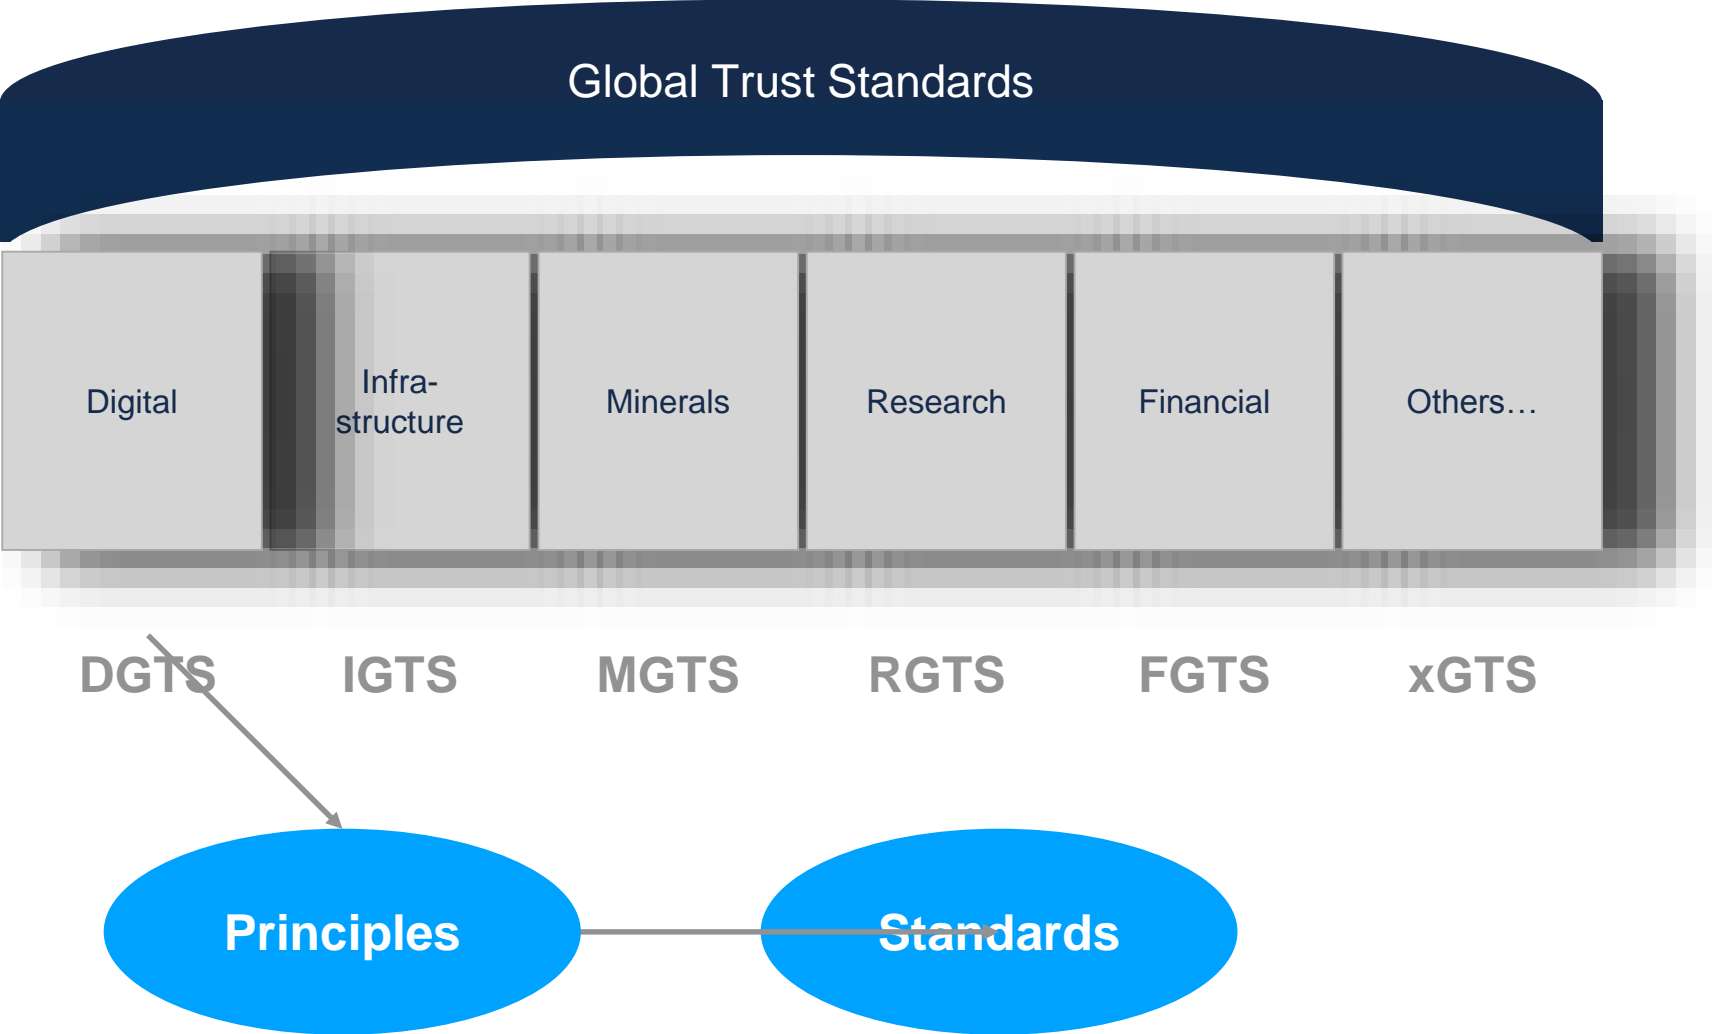 Global Trust Standards
Digital
Infra-
structure
Minerals
Research
Financial
Others…
DGTS
IGTS
MGTS
RGTS
FGTS
xGTS
Principles
Standards